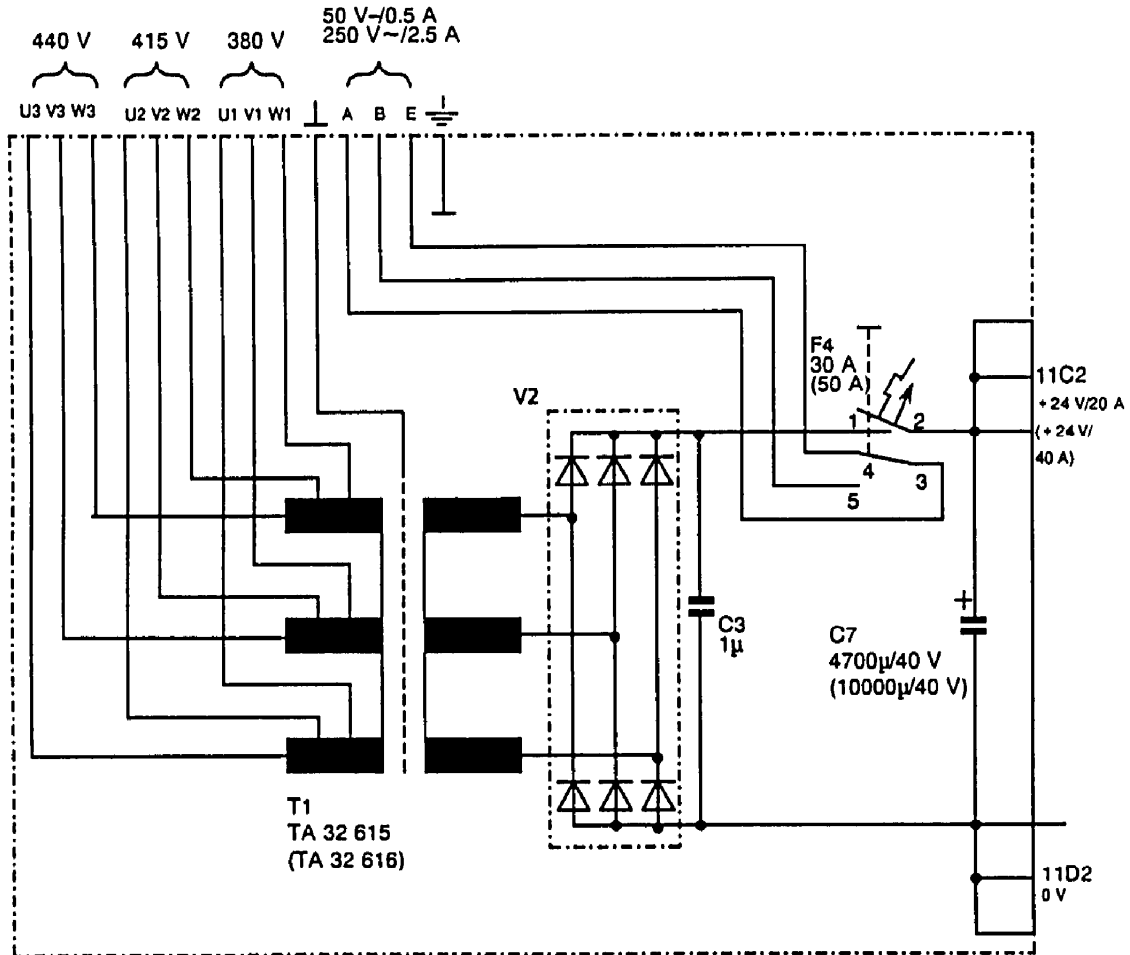 50 V-/0.5 A
250 V~/2.5 A
440 V 415 V 380 V
U3 V3 W3 U2 V2 W2 U1 V1 W1 A B E
F4
30 A
(50 A)
1 2
4 3
5
11C2
+24 V/20 A
(+24 V/
40 A)
V2
C3
1µ
+
C7
4700µ/40 V
(10000µ/40 V)
T1
TA 32 615
(TA 32 616)
11D2
0 V